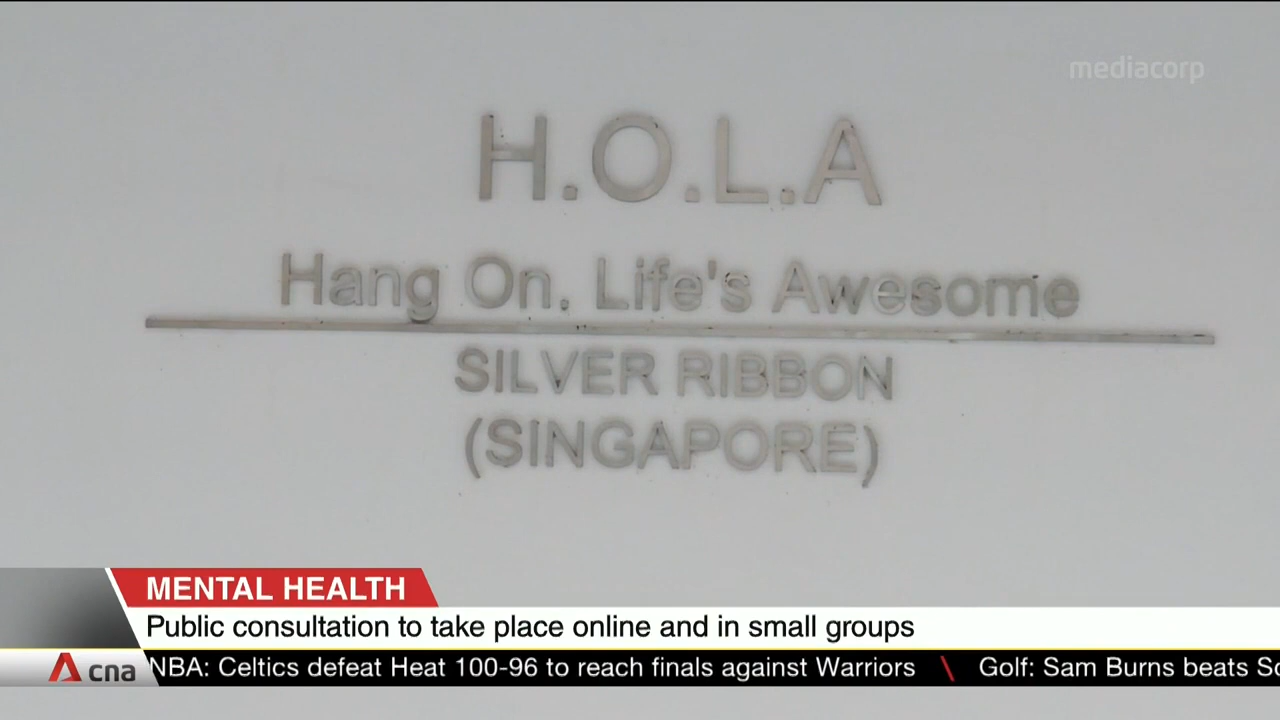 mediacorp
H.O.L.A
Hang On. Life's Awesome
SILVER RIBBON
(SINGAPORE)
MENTAL HEALTH
Public consultation to take place online and in small groups
cna
NBA: Celtics defeat Heat 100-96 to reach finals against Warriors \ Golf: Sam Burns beats